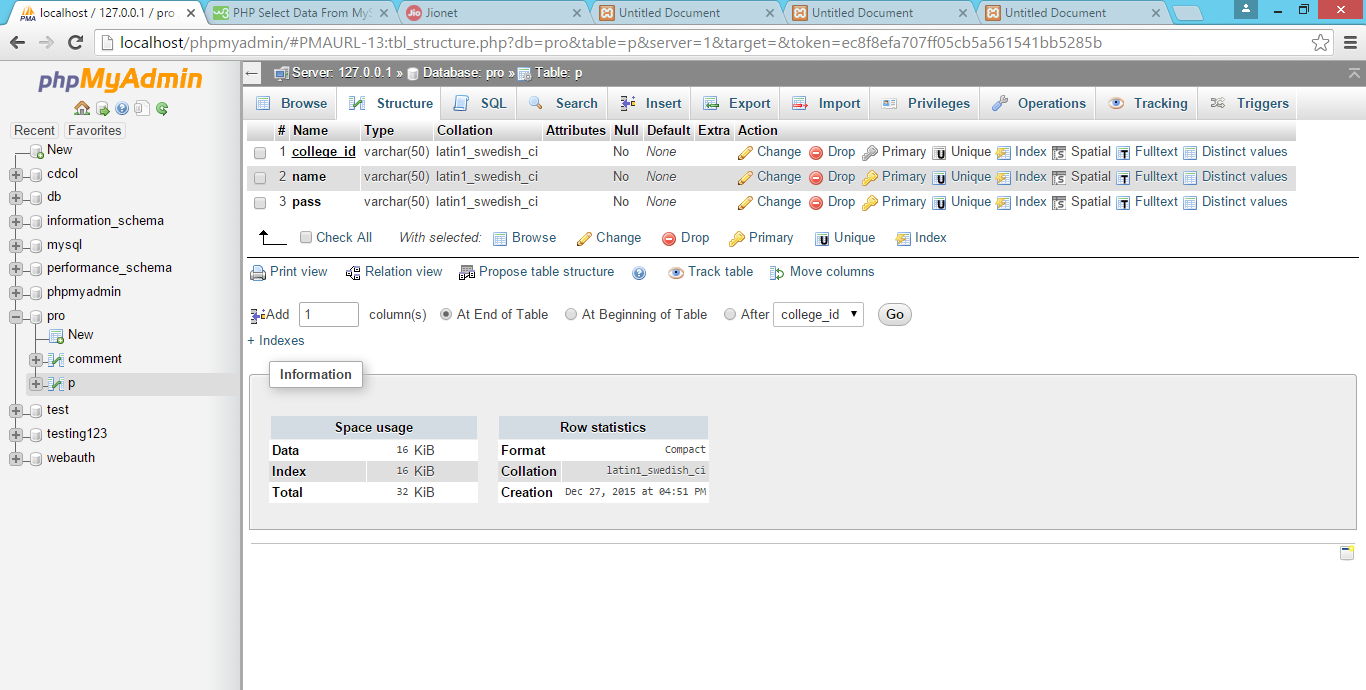 localhost / 127.0.0.1 / pro
PHP Select Data From MyS
Jionet
Untitled Document
Untitled Document
Untitled Document
localhost/phpmyadmin/#PMAURL-13:tbl_structure.php?db=pro&table=p&server=1&target=&token=ec8f8efa707ff05cb5a561541bb5285b
phpMyAdmin
Recent Favorites
New
cdcol
db
information_schema
mysql
performance_schema
phpmyadmin
pro
New
comment
p
test
testing123
webauth
Server: 127.0.0.1 » Database: pro » Table: p
Browse Structure SQL Search Insert Export Import Privileges Operations Tracking Triggers
# Name Type Collation Attributes Null Default Extra Action
1 college_id varchar(50) latin1_swedish_ci No None Change Drop Primary Unique Index Spatial Fulltext Distinct values
2 name varchar(50) latin1_swedish_ci No None Change Drop Primary Unique Index Spatial Fulltext Distinct values
3 pass varchar(50) latin1_swedish_ci No None Change Drop Primary Unique Index Spatial Fulltext Distinct values
Check All With selected: Browse Change Drop Primary Unique Index
Print view Relation view Propose table structure Track table Move columns
Add 1 column(s) At End of Table At Beginning of Table After college_id Go
+ Indexes
Information
Space usage
Data 16 KiB
Index 16 KiB
Total 32 KiB
Row statistics
Format Compact
Collation latin1_swedish_ci
Creation Dec 27, 2015 at 04:51 PM